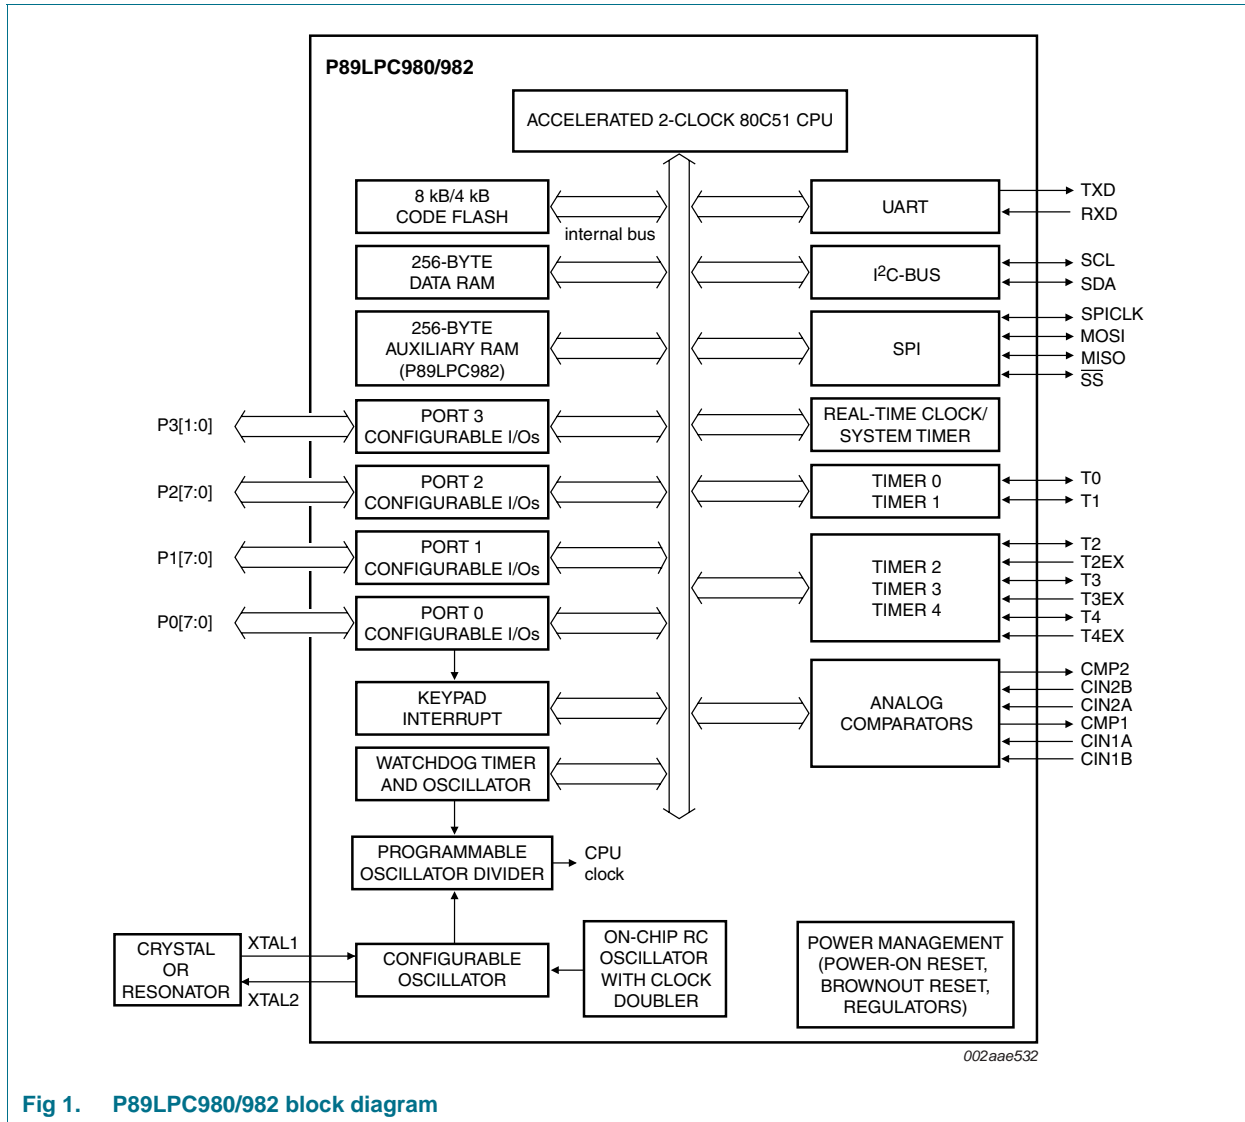 P89LPC980/982
ACCELERATED 2-CLOCK 80C51 CPU
8 kB/4 kB
CODE FLASH
internal bus
256-BYTE
DATA RAM
256-BYTE
AUXILIARY RAM
(P89LPC982)
P3[1:0]
PORT 3
CONFIGURABLE I/Os
P2[7:0]
PORT 2
CONFIGURABLE I/Os
P1[7:0]
PORT 1
CONFIGURABLE I/Os
P0[7:0]
PORT 0
CONFIGURABLE I/Os
KEYPAD
INTERRUPT
WATCHDOG TIMER
AND OSCILLATOR
PROGRAMMABLE
OSCILLATOR DIVIDER
CPU
clock
CRYSTAL
OR
RESONATOR
XTAL1
XTAL2
CONFIGURABLE
OSCILLATOR
ON-CHIP RC
OSCILLATOR
WITH CLOCK
DOUBLER
UART
TXD
RXD
I²C-BUS
SCL
SDA
SPI
SPICLK
MOSI
MISO
S̅S̅
REAL-TIME CLOCK/
SYSTEM TIMER
TIMER 0
TIMER 1
T0
T1
TIMER 2
TIMER 3
TIMER 4
T2
T2EX
T3
T3EX
T4
T4EX
ANALOG
COMPARATORS
CMP2
CIN2B
CIN2A
CMP1
CIN1A
CIN1B
POWER MANAGEMENT
(POWER-ON RESET,
BROWNOUT RESET,
REGULATORS)
002aae532
Fig 1. P89LPC980/982 block diagram